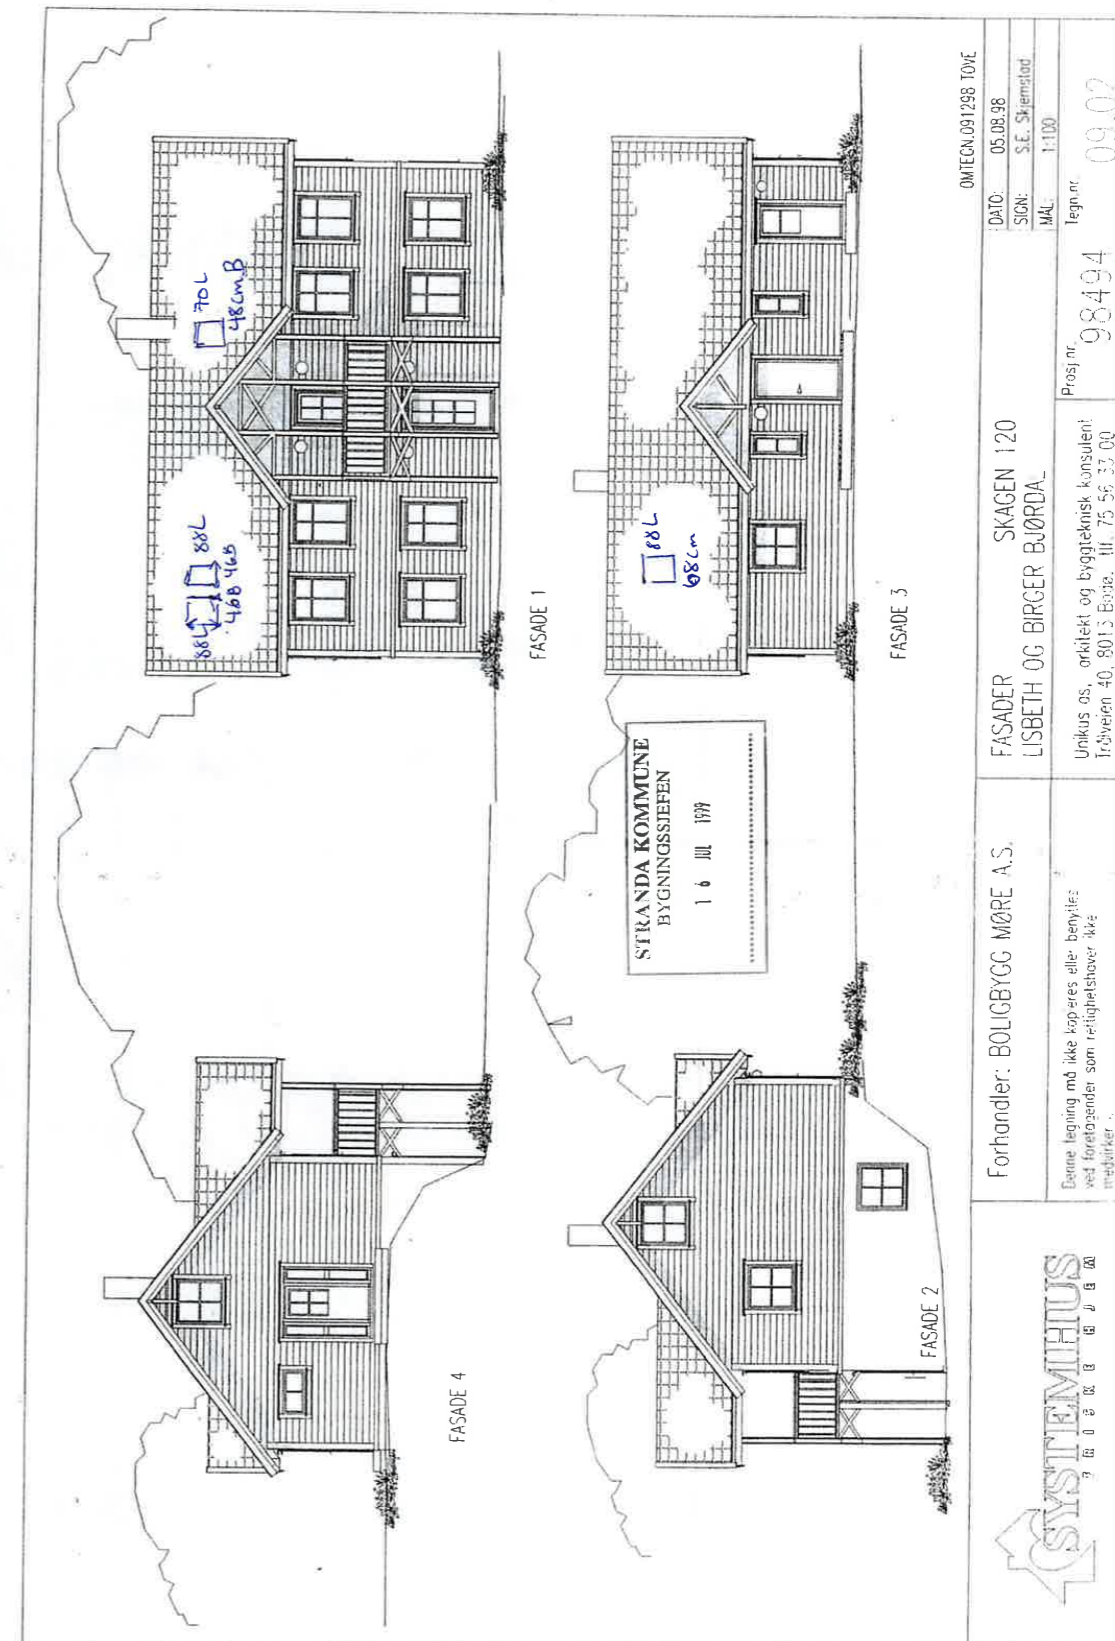 70L
48cm B
88L
88L
46B 46B
FASADE 1
88L
68cm
FASADE 3
FASADE 4
FASADE 2
STRANDA KOMMUNE
BYGNINGSSJEFEN
16 JUL 1999
OMTEGN.091298 TOVE
SYSTEMHUS
Forhandler: BOLIGBYGG MØRE A.S.
Denne tegning må ikke kopieres eller benyttes
ved foretagender som rettighetshaver ikke
medvirker i.
FASADER SKAGEN 120
LISBETH OG BIRGER BJØRDAL
Unikus as, arkitekt og byggteknisk konsulent
40, 8013 Bodø. tlf. 75 56 37 00
DATO: 05.08.98
SIGN: S.E. Skjemstad
MÅL: 1:100
Prosj.nr. 98494
Tegn.nr. 09.02